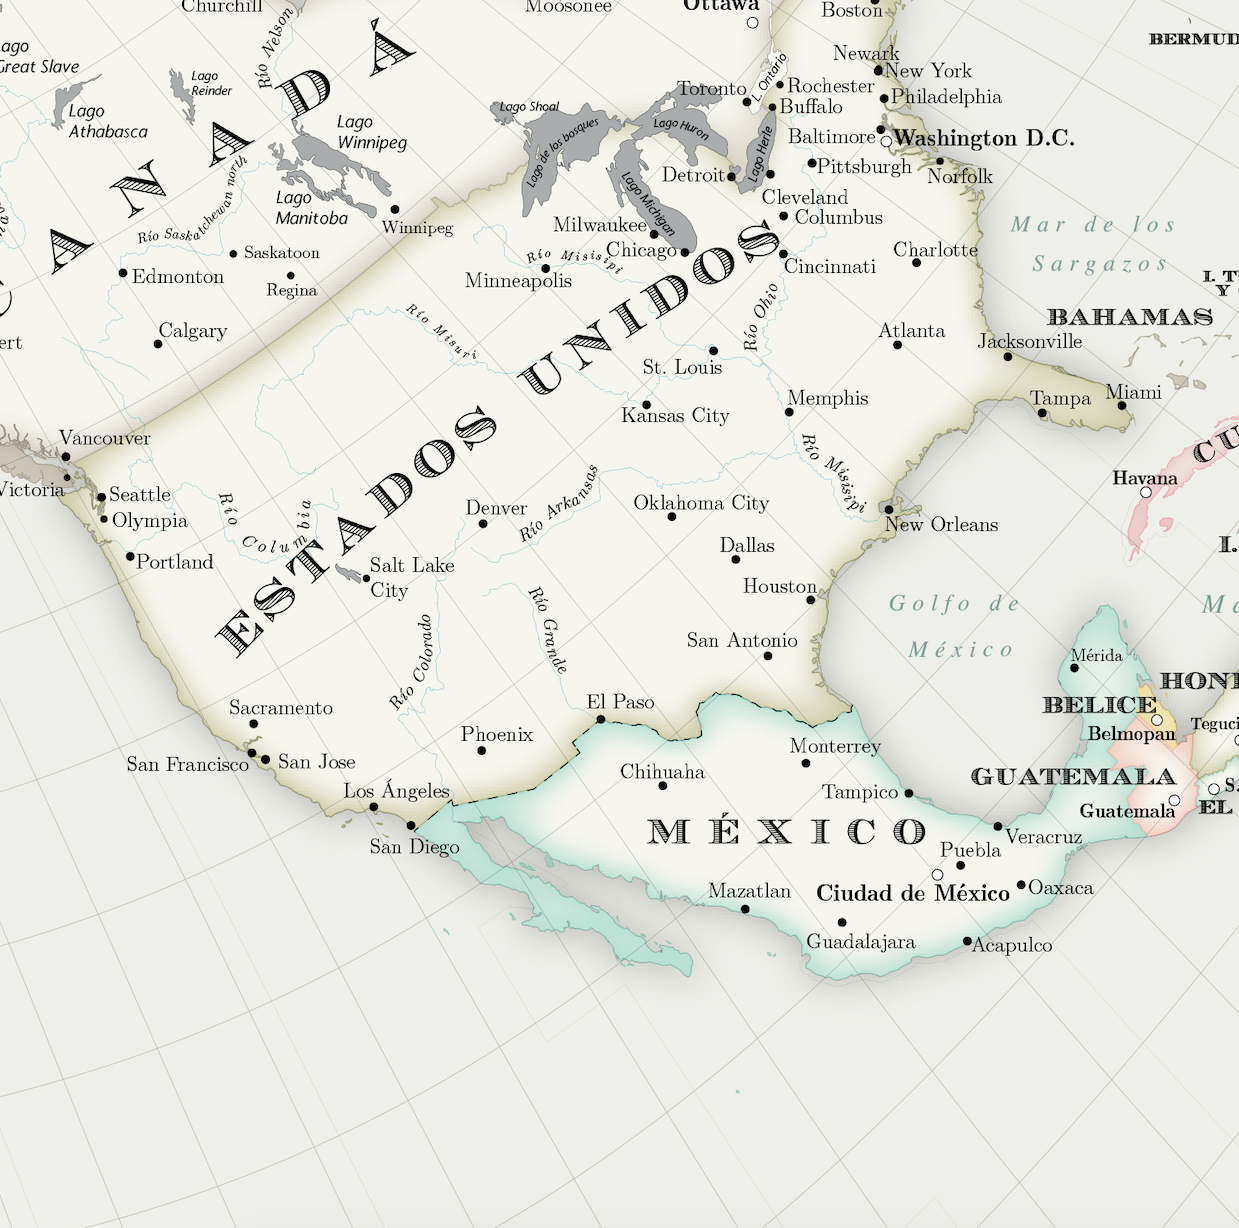 Churchill
Moosonee
Ottawa
Boston
BERMUD
Great Slave
Lago
Reinder
Río Nelson
Lago
Athabasca
Lago
Winnipeg
Lago
Manitoba
Río Saskatchewan north
CANADÁ
Winnipeg
Saskatoon
Regina
Edmonton
Calgary
Lago Shoal
Lago de los bosques
Lago Huron
Lago Michigan
Lago Herie
L. Ontario
Toronto
Rochester
Buffalo
Newark
New York
Philadelphia
Baltimore
Washington D.C.
Pittsburgh
Norfolk
Detroit
Cleveland
Columbus
Milwaukee
Chicago
Cincinnati
Charlotte
Río Misisipi
Minneapolis
Río Misuri
Río Ohio
St. Louis
Kansas City
Atlanta
Jacksonville
Memphis
Tampa
Miami
Mar de los
Sargazos
BAHAMAS
I. T
Y
CU
Havana
ESTADOS UNIDOS
Vancouver
Victoria
Seattle
Olympia
Portland
Río Columbia
Denver
Río Arkansas
Oklahoma City
Río Misisipi
New Orleans
Salt Lake
City
Dallas
Houston
San Antonio
Río Grande
Río Colorado
El Paso
Sacramento
San Francisco
San Jose
Phoenix
Los Ángeles
San Diego
Golfo de
México
Mérida
HON
BELICE
Belmopan
Teguci
GUATEMALA
Guatemala
S.
EL
Monterrey
Chihuaha
Tampico
MÉXICO
Veracruz
Puebla
Ciudad de México
Oaxaca
Mazatlan
Guadalajara
Acapulco